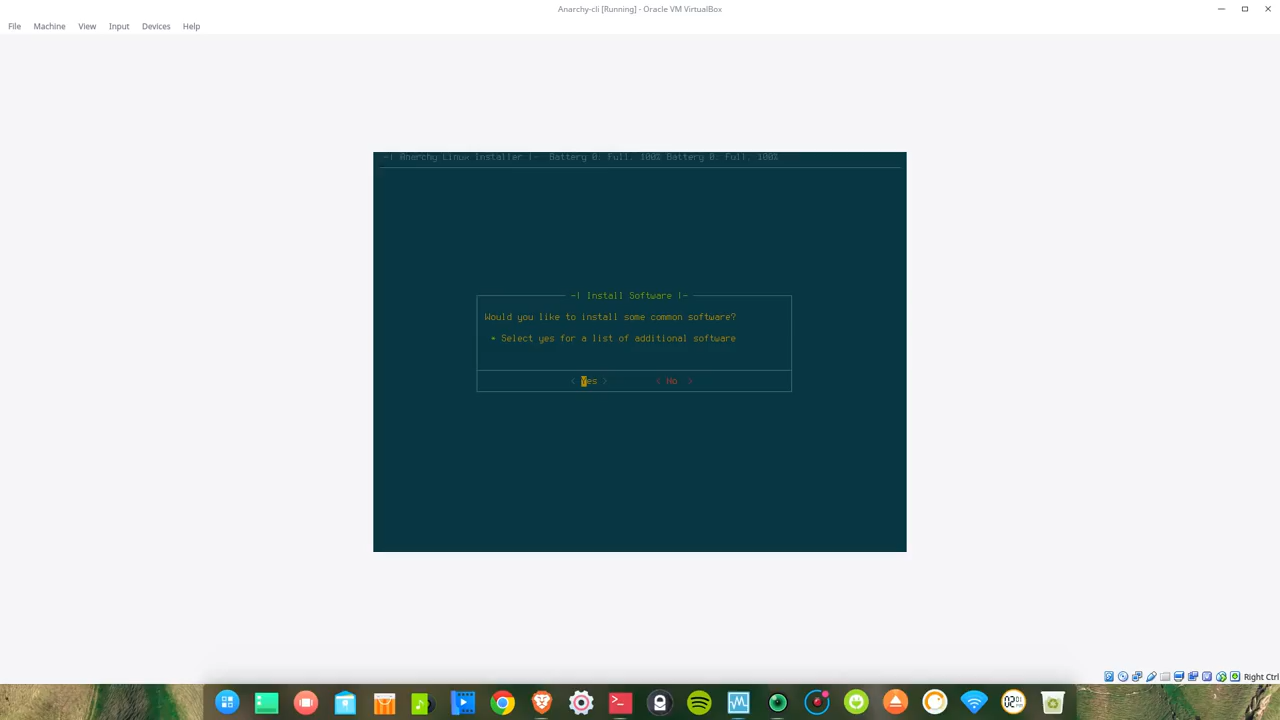 Anarchy-cli [Running] - Oracle VM VirtualBox
File Machine View Input Devices Help
-| Anarchy Linux Installer |- Battery 0: Full, 100% Battery 0: Full, 100%
-| Install Software |-
Would you like to install some common software?
* Select yes for a list of additional software
< Yes > < No >
Right Ctrl